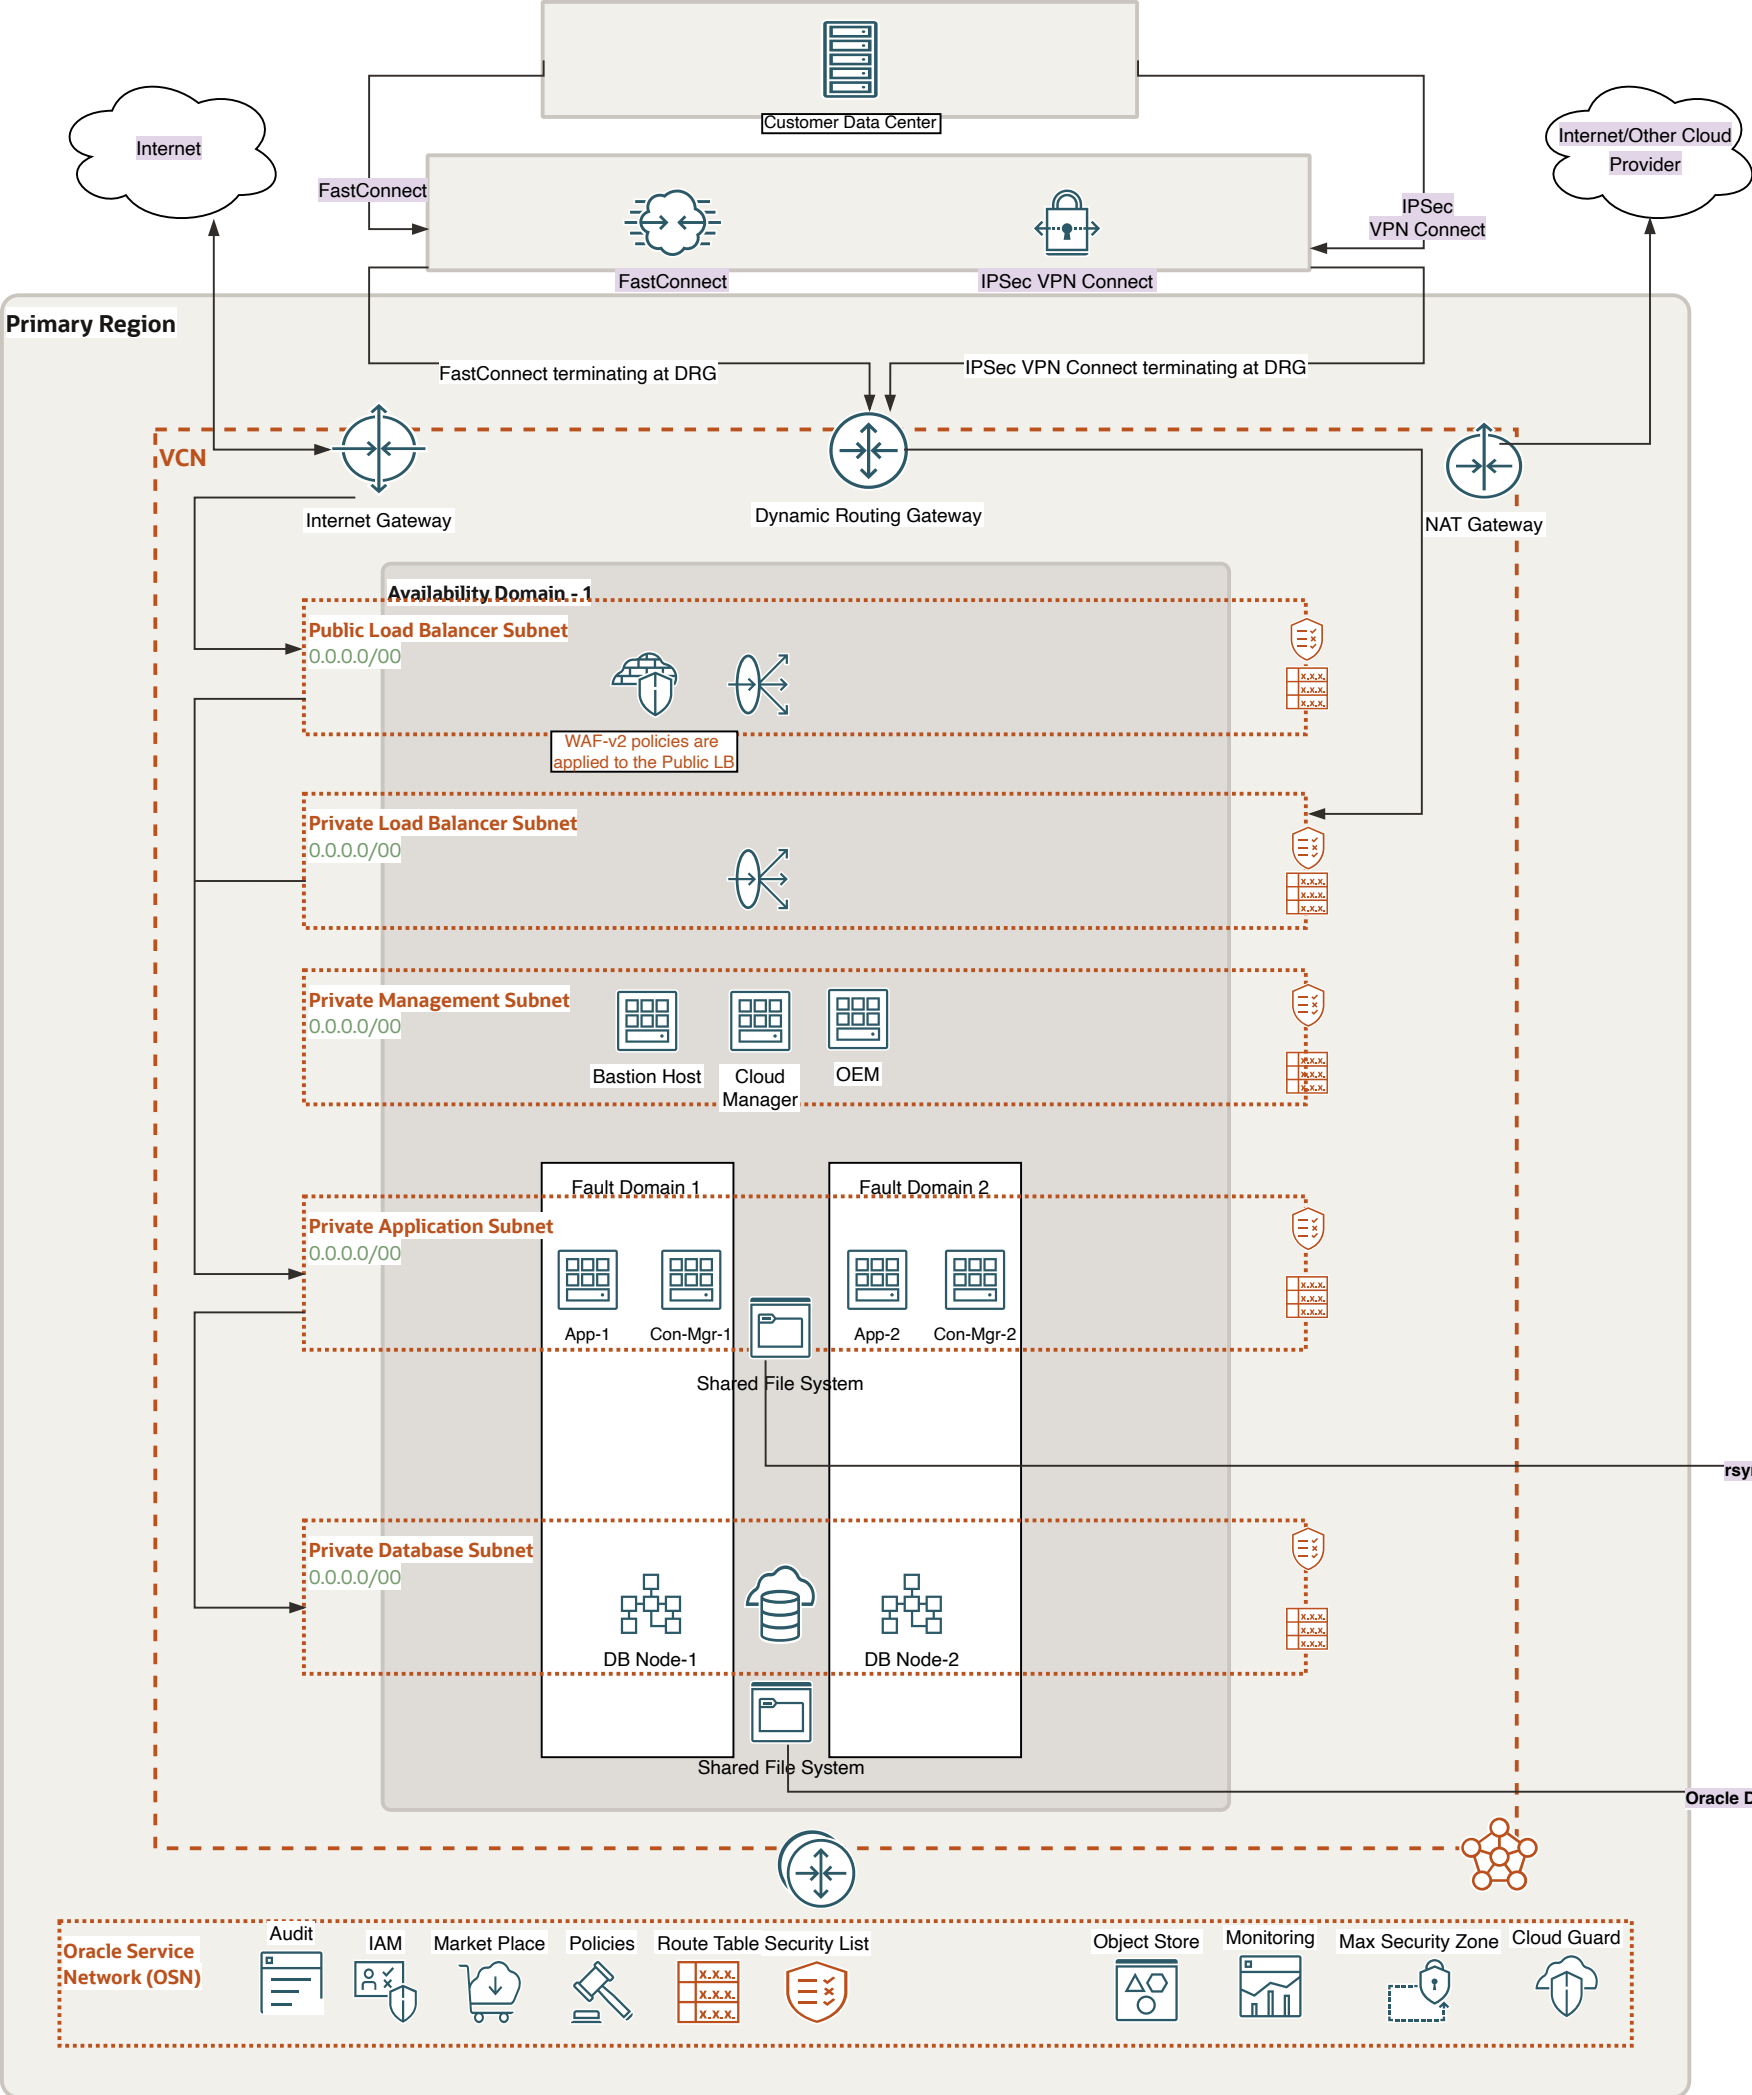 Customer Data Center
Internet
Internet/Other Cloud
Provider
FastConnect
IPSec
VPN Connect
FastConnect
IPSec VPN Connect
Primary Region
FastConnect terminating at DRG
IPSec VPN Connect terminating at DRG
VCN
Internet Gateway
Dynamic Routing Gateway
NAT Gateway
Availability Domain - 1
Public Load Balancer Subnet
0.0.0.0/00
x.x.x.
x.x.x.
x.x.x.
WAF-v2 policies are
applied to the Public LB
Private Load Balancer Subnet
0.0.0.0/00
x.x.x.
x.x.x.
x.x.x.
Private Management Subnet
0.0.0.0/00
x.x.x.
x.x.x.
x.x.x.
Bastion Host
Cloud
Manager
OEM
Fault Domain 1
Fault Domain 2
Private Application Subnet
0.0.0.0/00
x.x.x.
x.x.x.
x.x.x.
App-1
Con-Mgr-1
App-2
Con-Mgr-2
Shared File System
rsy
Private Database Subnet
0.0.0.0/00
x.x.x.
x.x.x.
x.x.x.
DB Node-1
DB Node-2
Shared File System
Oracle D
Oracle Service
Network (OSN)
Audit
IAM
Market Place
Policies
Route Table
Security List
Object Store
Monitoring
Max Security Zone
Cloud Guard
x.x.x.
x.x.x.
x.x.x.